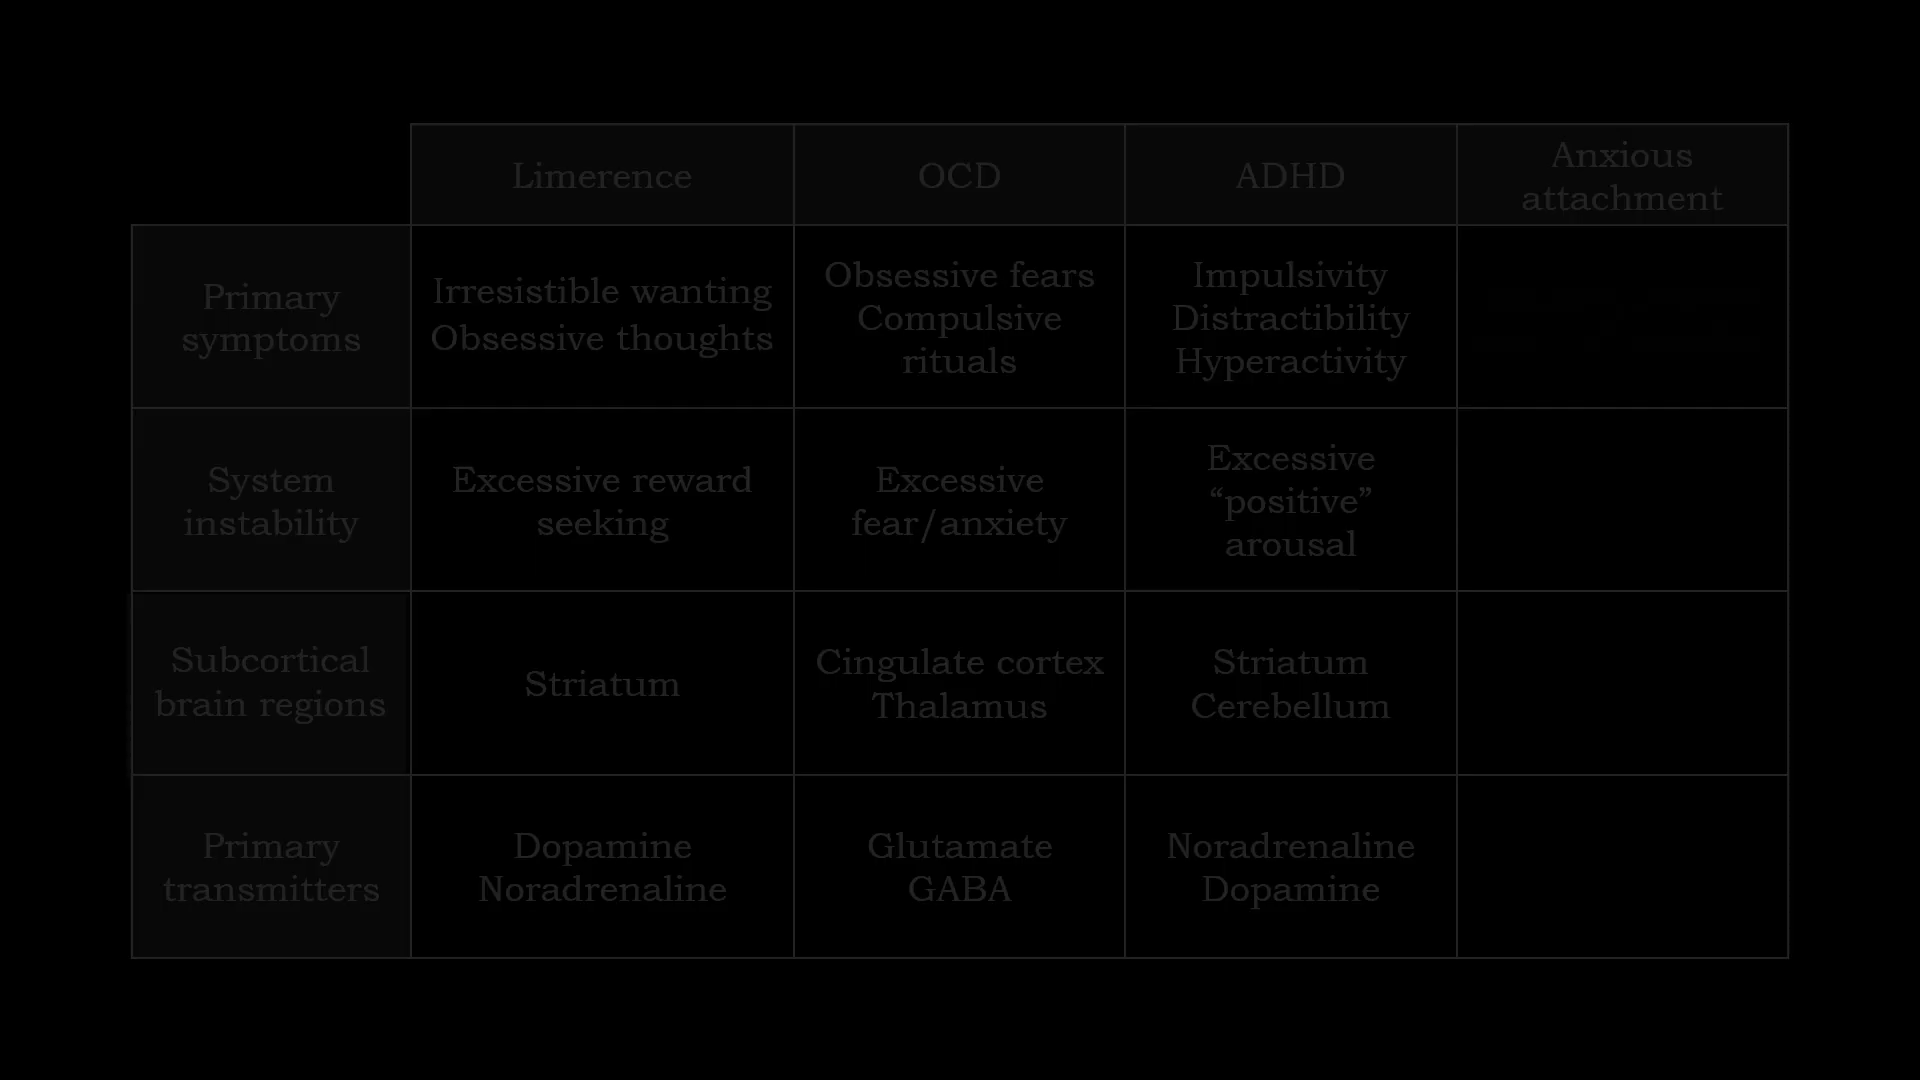 Limerence
OCD
ADHD
Anxious
attachment
Primary
symptoms
Irresistible wanting
Obsessive thoughts
Obsessive fears
Compulsive
rituals
Impulsivity
Distractibility
Hyperactivity
System
instability
Excessive reward
seeking
Excessive
fear/anxiety
Excessive
“positive”
arousal
Subcortical
brain regions
Striatum
Cingulate cortex
Thalamus
Striatum
Cerebellum
Primary
transmitters
Dopamine
Noradrenaline
Glutamate
GABA
Noradrenaline
Dopamine